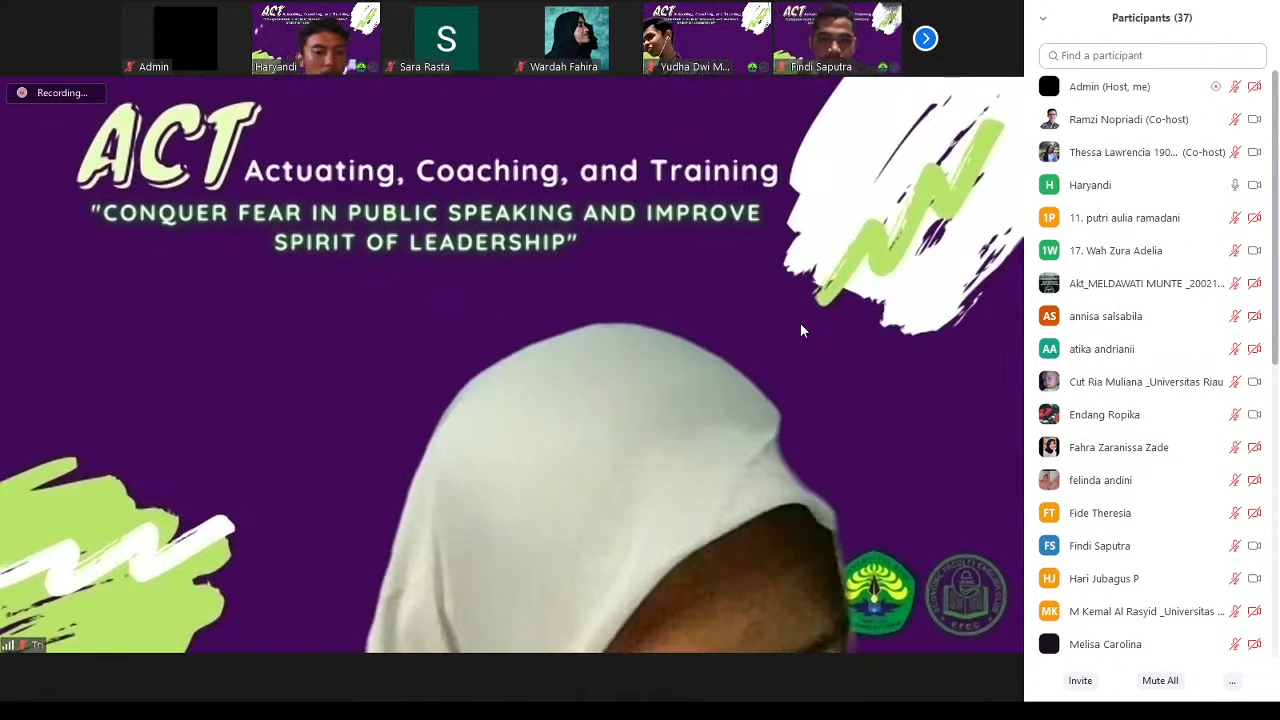 Admin
Haryandi
S
Sara Rasta
Wardah Fahira
Yudha Dwi M...
Findi Saputra
Recording...
ACT Actuating, Coaching, and Training
"CONQUER FEAR IN PUBLIC SPEAKING AND IMPROVE
SPIRIT OF LEADERSHIP"
Tri
Participants (37)
Find a participant
Admin (Host, me)
Ramzi Nopriadi (Co-host)
Thessa Lawrencia 190... (Co-host)
H Haryandi
1P 11. putri aulia ramadani
1W 17. Wah Zura Adelia
Akt_MELDAWATI MUNTE _2001
AS annisa salsabila
AA atika andrianii
Cut Ria Muliana _Universitas Riau
Endang Ropika
Fahra Zaranissa Zade
felinda andini
FT Fide Theresia
FS Findi Saputra
HJ Hari Jubagus P
MK M Kemal Al Rasyid _Universitas ...
Melisa Carolina
Invite
Mute All
...